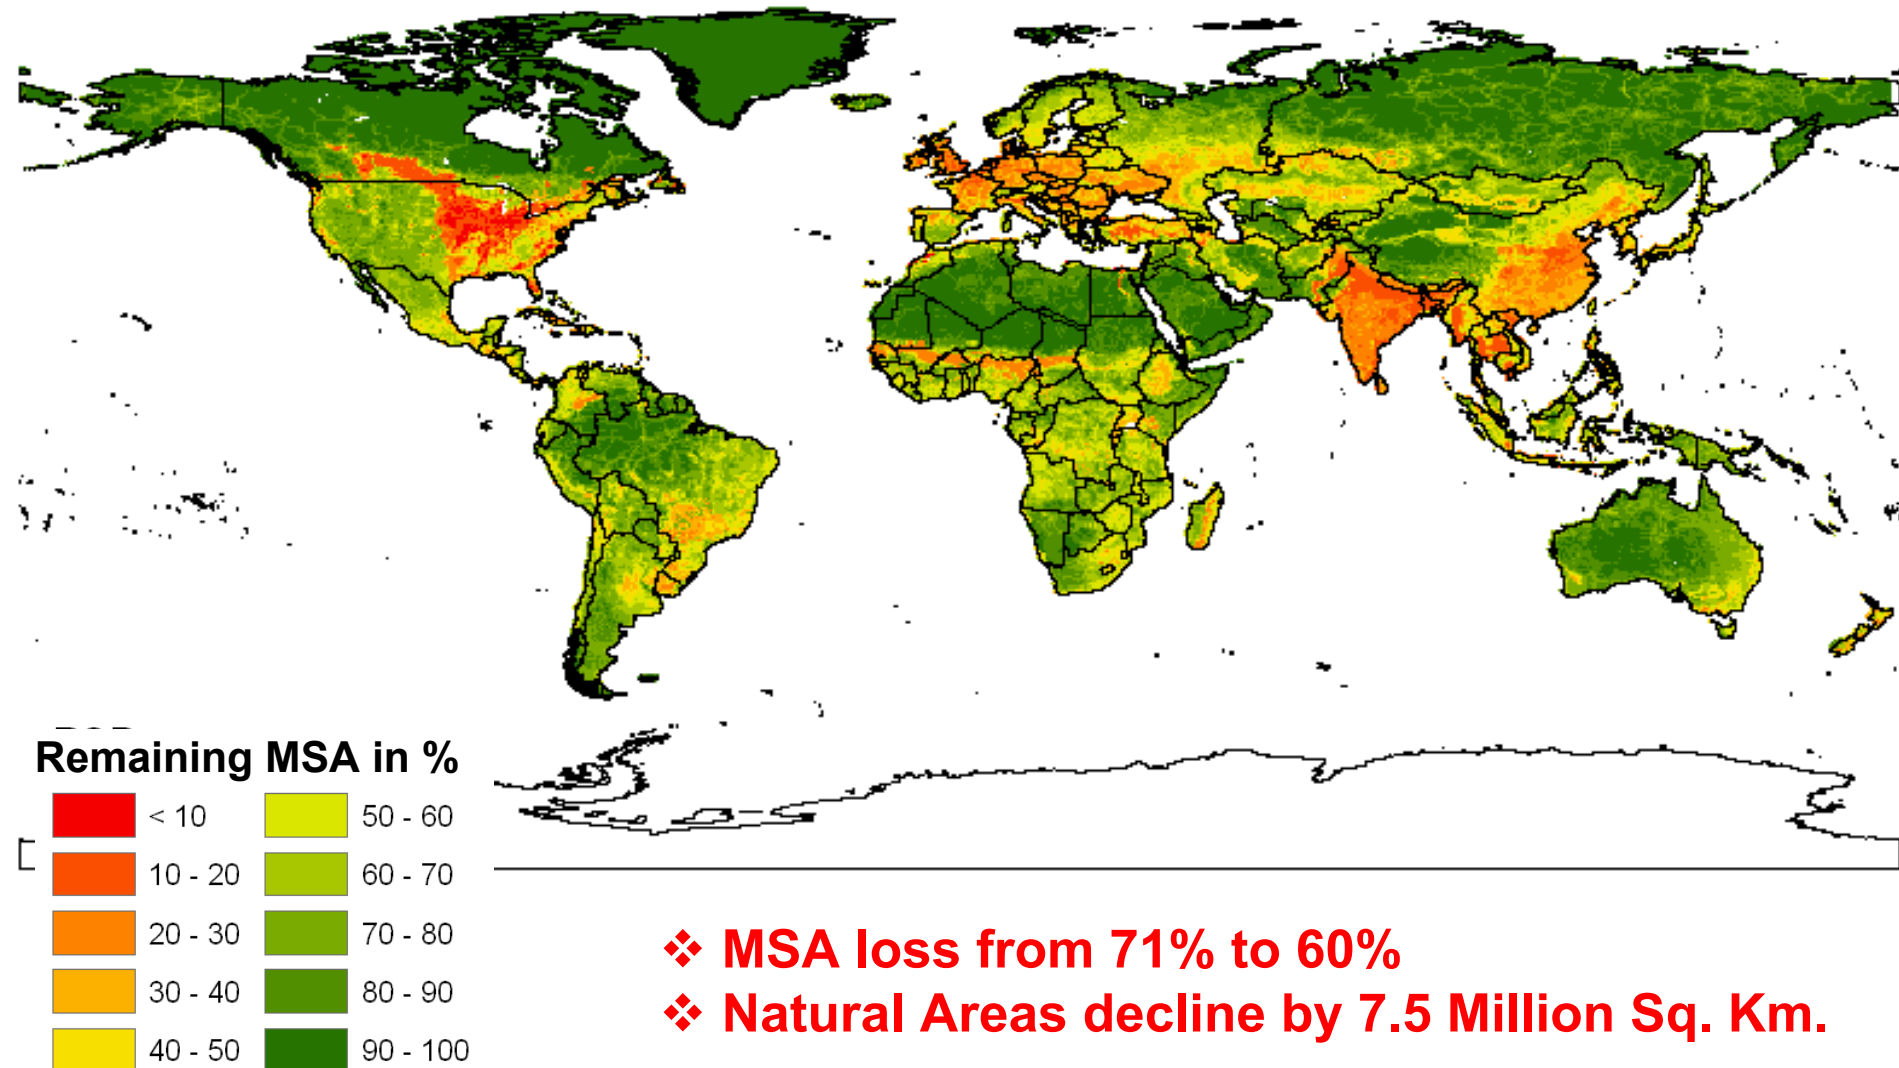 Remaining MSA in %
< 10
50 - 60
10 - 20
60 - 70
20 - 30
70 - 80
30 - 40
80 - 90
40 - 50
90 - 100
❖ MSA loss from 71% to 60%
❖ Natural Areas decline by 7.5 Million Sq. Km.